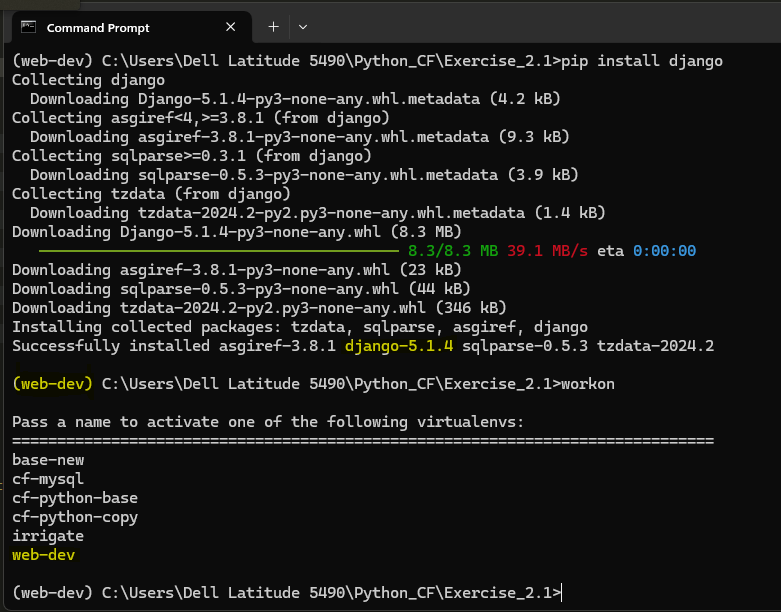 Command Prompt
(web-dev) C:\Users\Dell Latitude 5490\Python_CF\Exercise_2.1>pip install django
Collecting django
  Downloading Django-5.1.4-py3-none-any.whl.metadata (4.2 kB)
Collecting asgiref<4,>=3.8.1 (from django)
  Downloading asgiref-3.8.1-py3-none-any.whl.metadata (9.3 kB)
Collecting sqlparse>=0.3.1 (from django)
  Downloading sqlparse-0.5.3-py3-none-any.whl.metadata (3.9 kB)
Collecting tzdata (from django)
  Downloading tzdata-2024.2-py2.py3-none-any.whl.metadata (1.4 kB)
Downloading Django-5.1.4-py3-none-any.whl (8.3 MB)
8.3/8.3 MB 39.1 MB/s eta 0:00:00
Downloading asgiref-3.8.1-py3-none-any.whl (23 kB)
Downloading sqlparse-0.5.3-py3-none-any.whl (44 kB)
Downloading tzdata-2024.2-py2.py3-none-any.whl (346 kB)
Installing collected packages: tzdata, sqlparse, asgiref, django
Successfully installed asgiref-3.8.1 django-5.1.4 sqlparse-0.5.3 tzdata-2024.2
(web-dev) C:\Users\Dell Latitude 5490\Python_CF\Exercise_2.1>workon
Pass a name to activate one of the following virtualenvs:
==============================================================================
base-new
cf-mysql
cf-python-base
cf-python-copy
irrigate
web-dev
(web-dev) C:\Users\Dell Latitude 5490\Python_CF\Exercise_2.1>